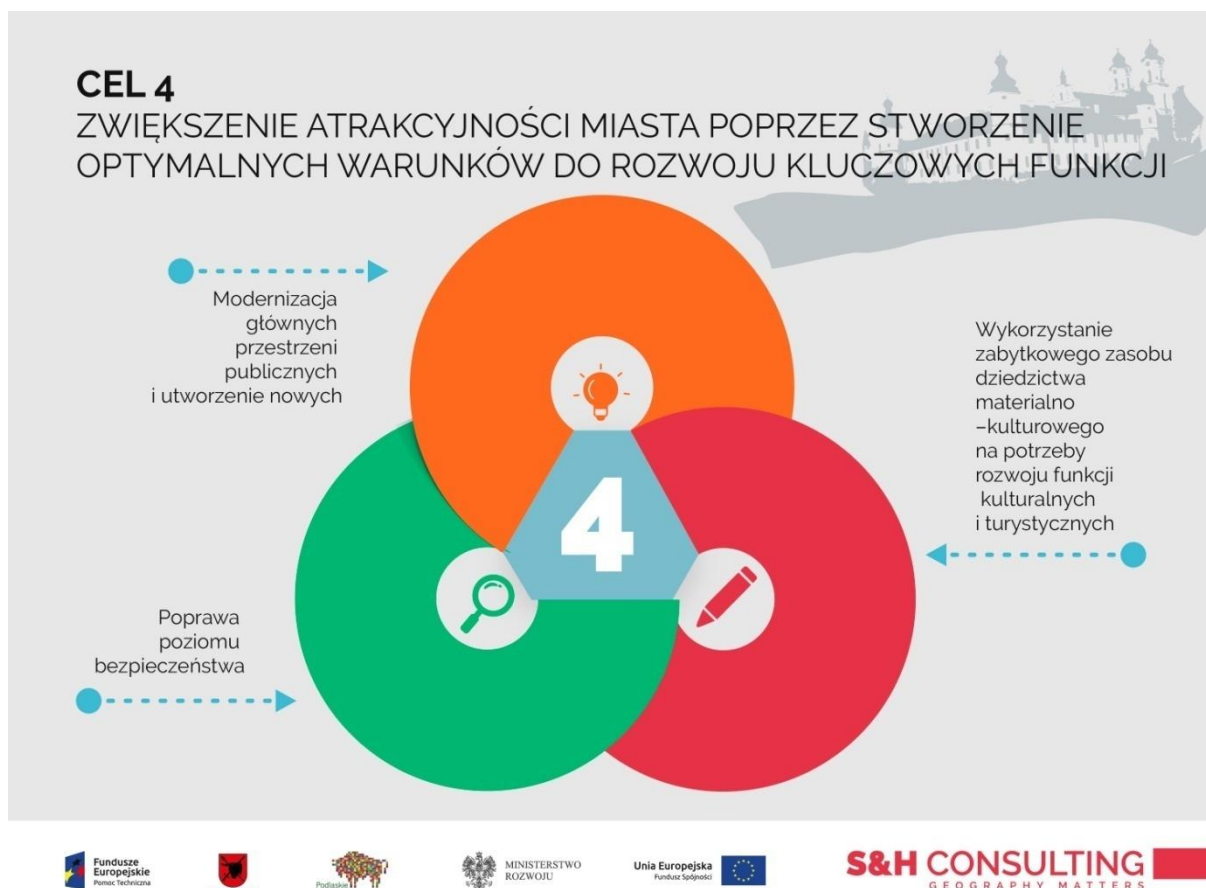 CEL 4
ZWIĘKSZENIE ATRAKCYJNOŚCI MIASTA POPRZEZ STWORZENIE
OPTYMALNYCH WARUNKÓW DO ROZWOJU KLUCZOWYCH FUNKCJI
Modernizacja
głównych
przestrzeni
publicznych
i utworzenie nowych
Wykorzystanie
zabytkowego zasobu
dziedzictwa
materialno
–kulturowego
na potrzeby
rozwoju funkcji
kulturalnych
i turystycznych
4
Poprawa
poziomu
bezpieczeństwa
Fundusze
Europejskie
Pomoc Techniczna
Podlaskie
MINISTERSTWO
ROZWOJU
Unia Europejska
Fundusz Spójności
S&H CONSULTING
GEOGRAPHY MATTERS